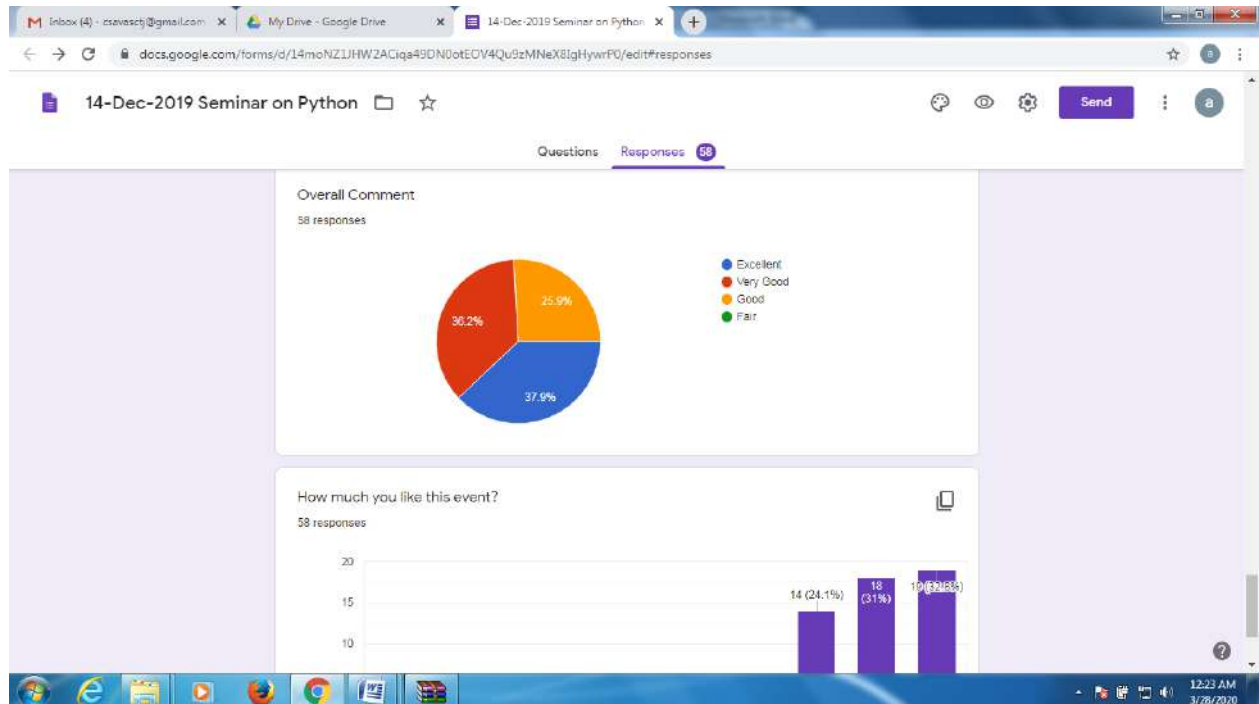 Inbox (4) - csavasctj@gmail.com
My Drive - Google Drive
14-Dec-2019 Seminar on Python
docs.google.com/forms/d/14moNZ1JHW2ACiqa49DN0otEOV4Qu9zMNeX8IgHywrP0/edit#responses
a
14-Dec-2019 Seminar on Python
Send
a
Questions Responses 58
Overall Comment
58 responses
Excellent
Very Good
Good
Fair
25.9%
36.2%
37.9%
How much you like this event?
58 responses
20
15
10
14 (24.1%)
18
(31%)
19 (32.8%)
12:23 AM
3/28/2020